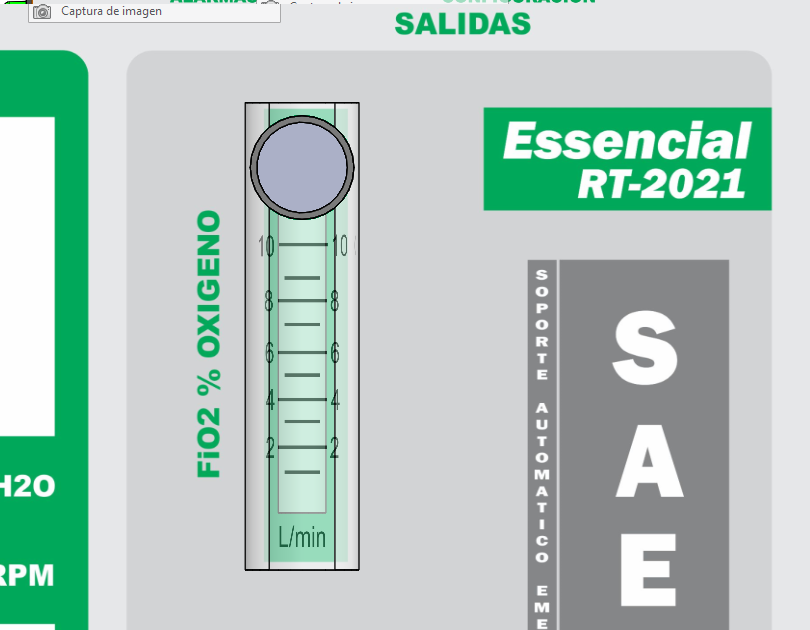 Captura de imagen
SALIDAS
Essencial
RT-2021
FiO2 % OXIGENO
10 10
8 8
6 6
4 4
2 2
L/min
H2O
RPM
SOPORTE AUTOMATICO EME
SAE